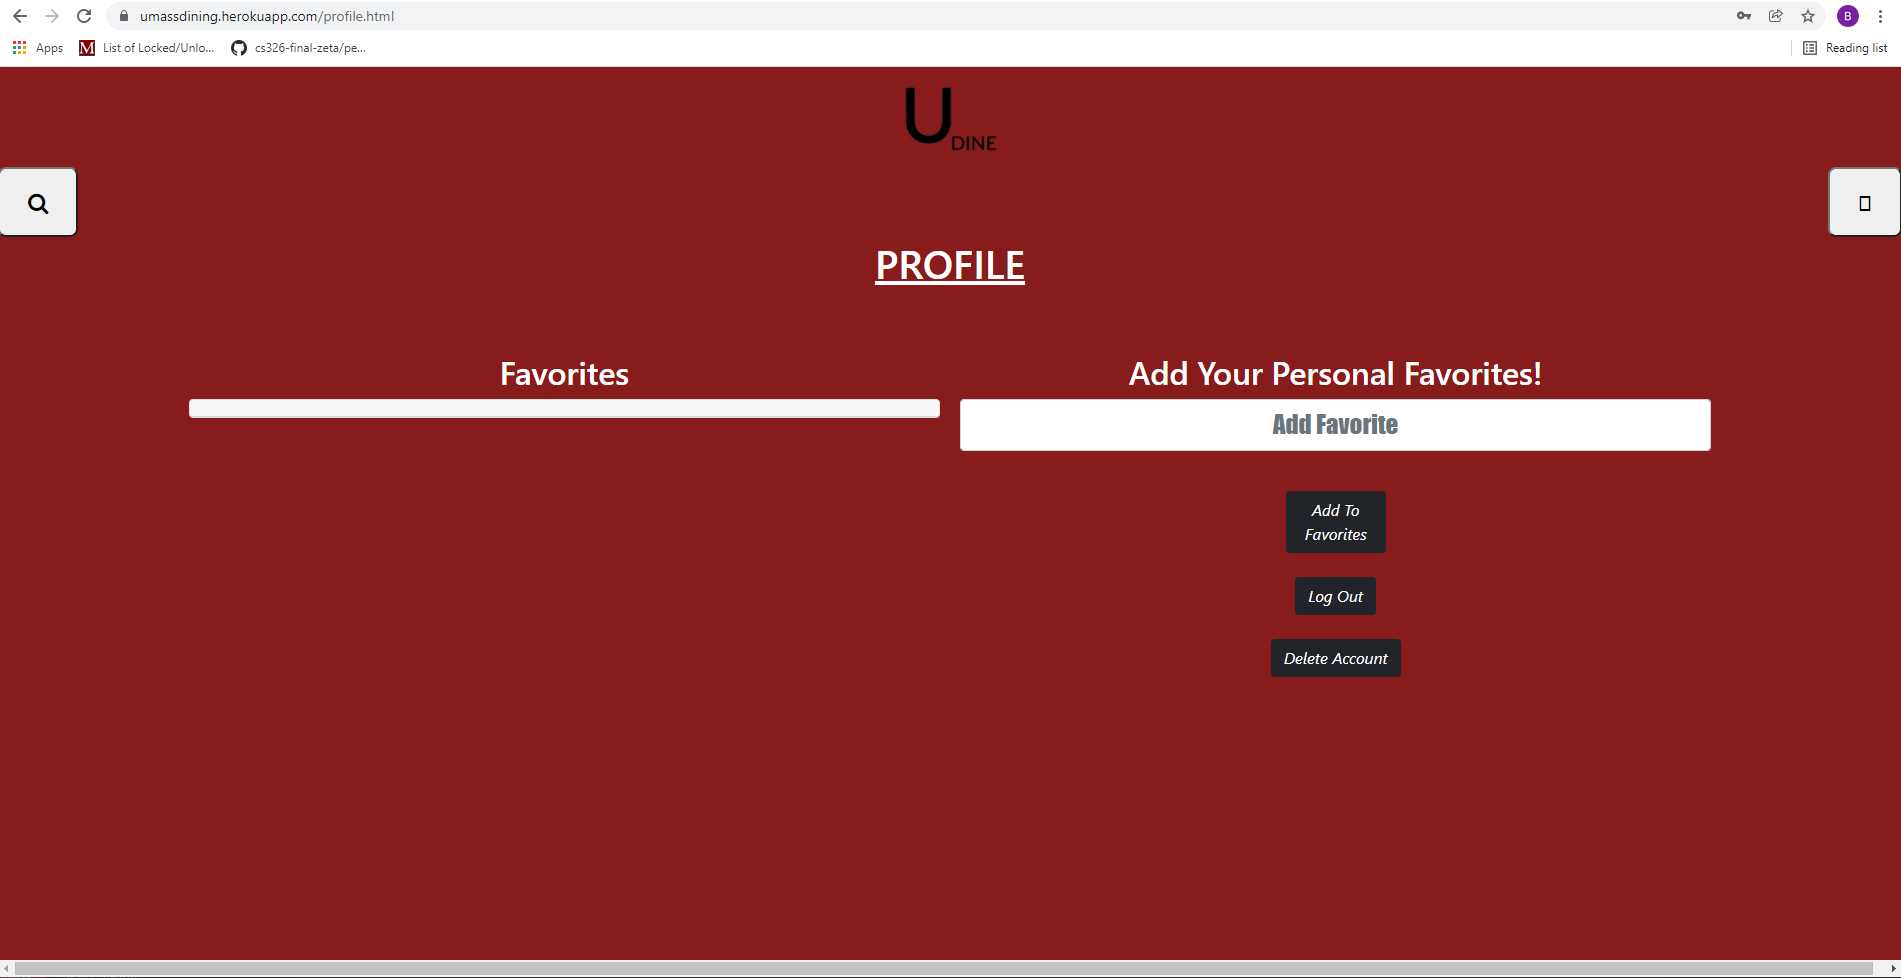 umassdining.herokuapp.com/profile.html
B
Apps
M List of Locked/Unlo...
cs326-final-zeta/pe...
Reading list
U DINE
PROFILE
Favorites
Add Your Personal Favorites!
Add Favorite
Add To
Favorites
Log Out
Delete Account